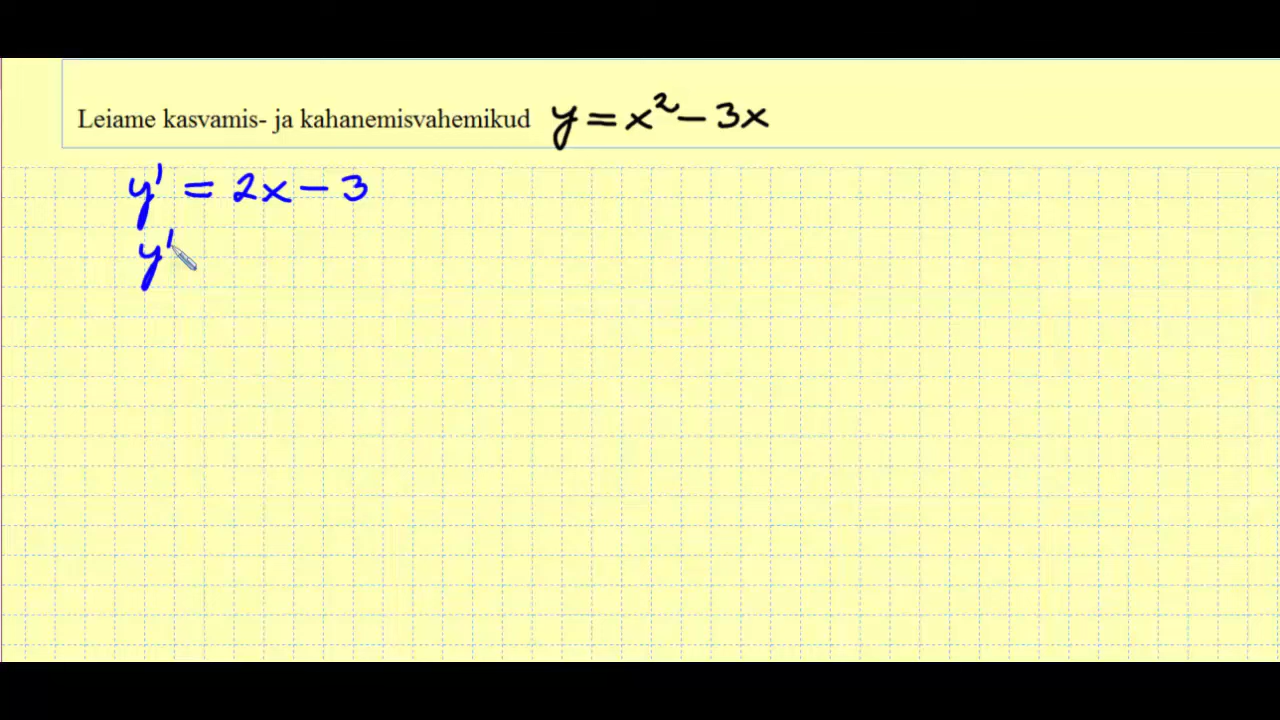 Leiame kasvamis- ja kahanemisvahemikud y = x² − 3x
y' = 2x − 3
y'